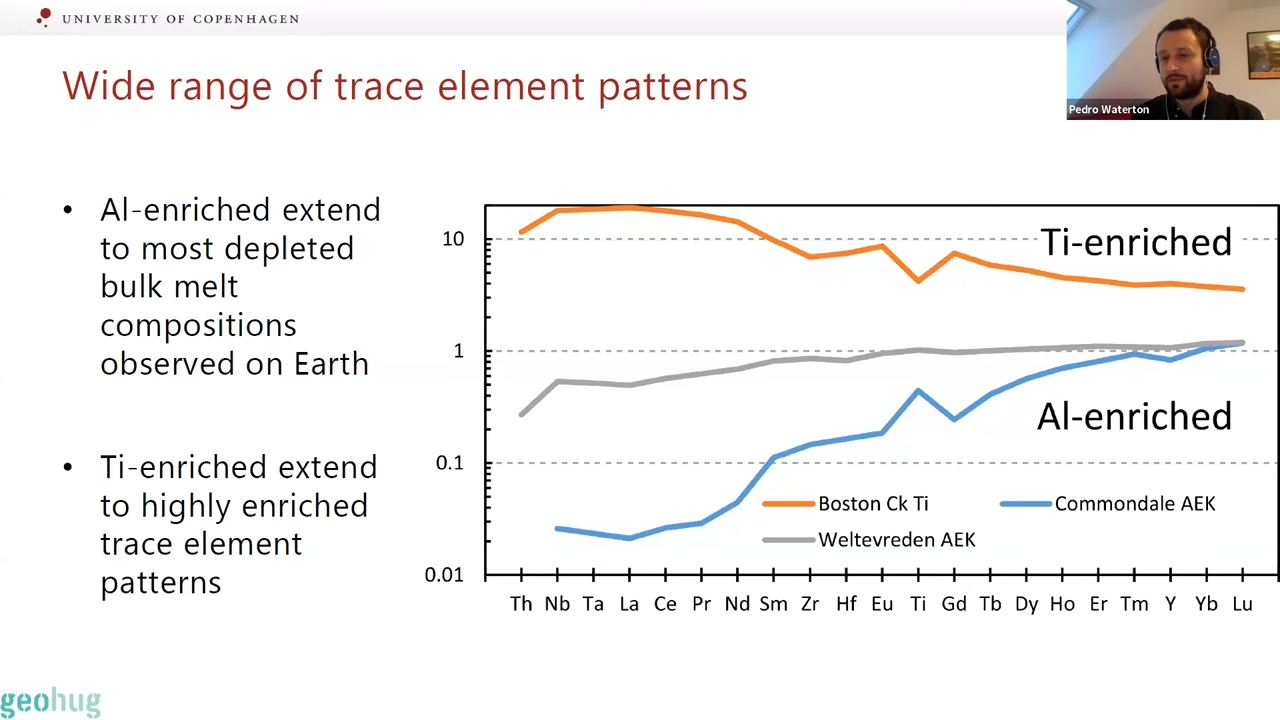 UNIVERSITY OF COPENHAGEN
Wide range of trace element patterns
Pedro Waterton
• Al-enriched extend
to most depleted
bulk melt
compositions
observed on Earth
• Ti-enriched extend
to highly enriched
trace element
patterns
10
1
0.1
0.01
Ti-enriched
Al-enriched
Boston Ck Ti
Commondale AEK
Weltevreden AEK
Th Nb Ta La Ce Pr Nd Sm Zr Hf Eu Ti Gd Tb Dy Ho Er Tm Y Yb Lu
geohug